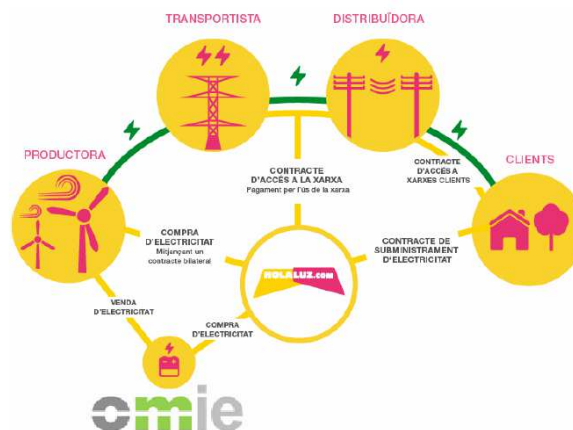 TRANSPORTISTA
DISTRIBUÏDORA
PRODUCTORA
CONTRACTE
D'ACCÉS A LA XARXA
Pagament per l'ús de la xarxa
CONTRACTE
D'ACCÉS A
XARXES CLIENTS
CLIENTS
COMPRA
D'ELECTRICITAT
Mitjançant un
contracte bilateral
CONTRACTE DE
SUBMINISTRAMENT
D'ELECTRICITAT
HOLALUZ.com
VENDA
D'ELECTRICITAT
COMPRA
D'ELECTRICITAT
omie